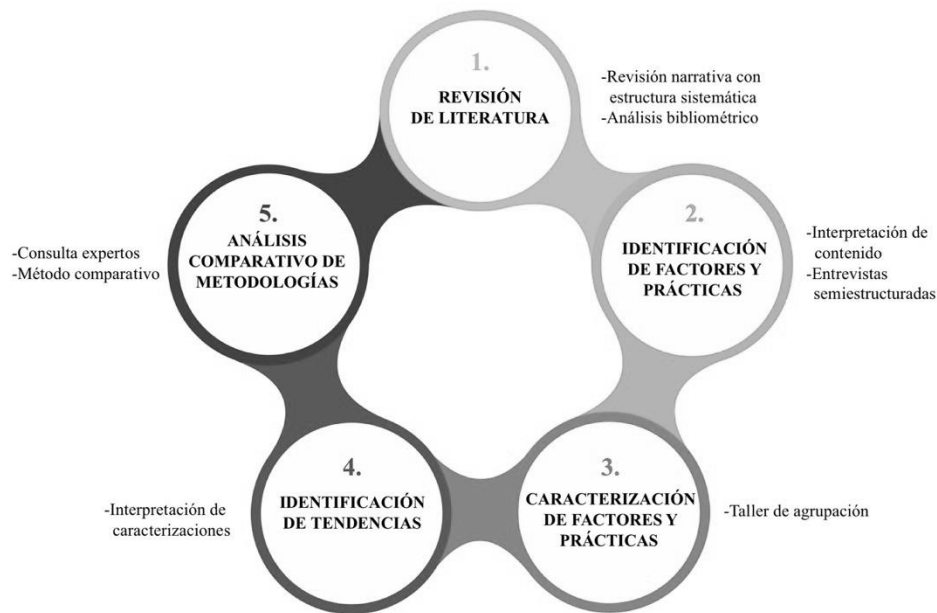 1.
REVISIÓN
DE LITERATURA
-Revisión narrativa con
estructura sistemática
-Análisis bibliométrico
2.
IDENTIFICACIÓN
DE FACTORES Y
PRÁCTICAS
-Interpretación de
contenido
-Entrevistas
semiestructuradas
3.
CARACTERIZACIÓN
DE FACTORES Y
PRÁCTICAS
-Taller de agrupación
4.
IDENTIFICACIÓN
DE TENDENCIAS
-Interpretación de
caracterizaciones
5.
ANÁLISIS
COMPARATIVO DE
METODOLOGÍAS
-Consulta expertos
-Método comparativo